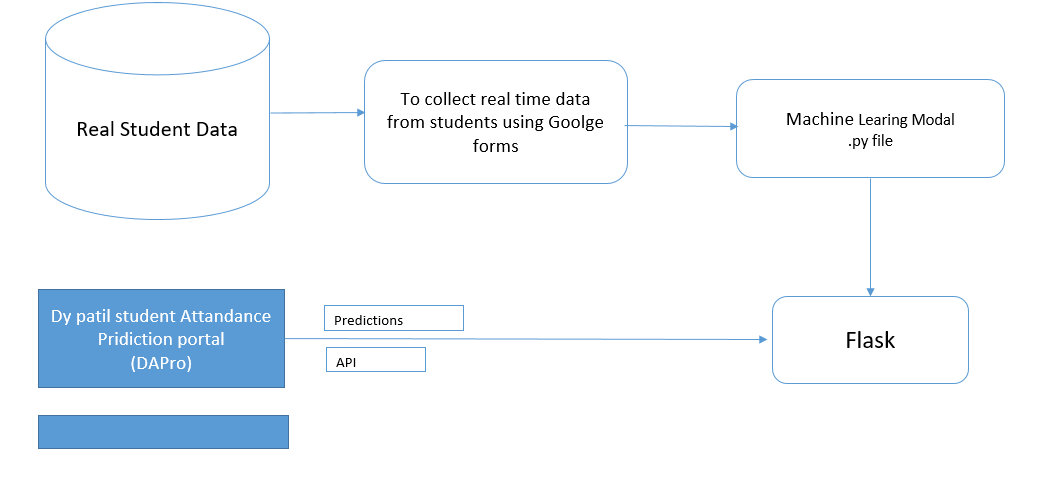 Real Student Data
To collect real time data
from students using Goolge
forms
Machine Learing Modal
.py file
Dy patil student Attandance
Pridiction portal
(DAPro)
Predictions
API
Flask